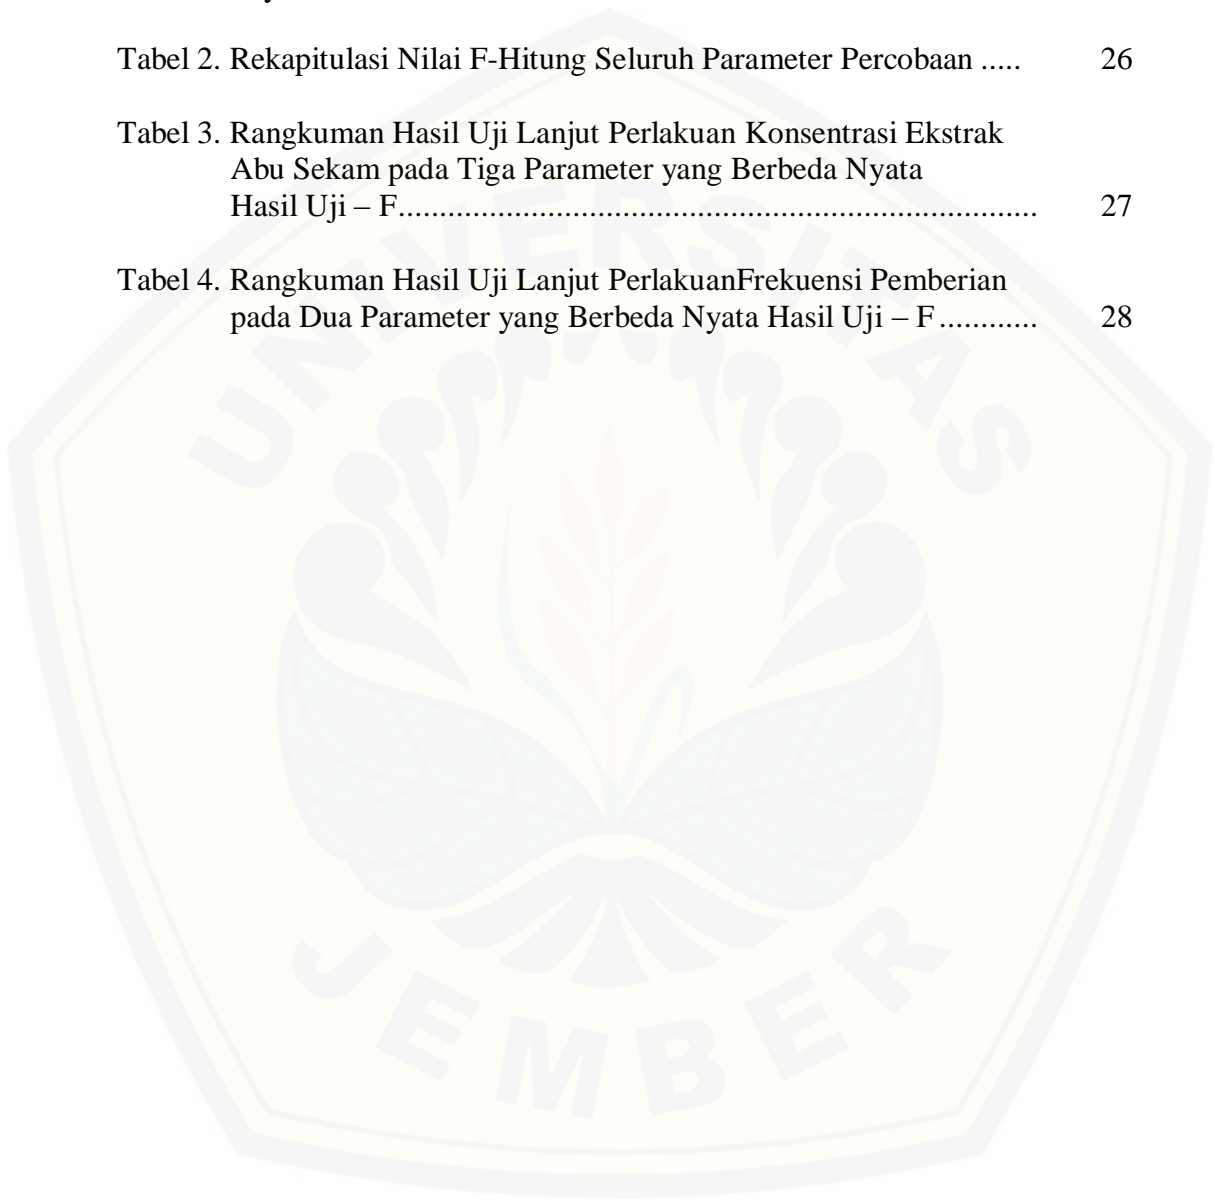 Tabel 2. Rekapitulasi Nilai F-Hitung Seluruh Parameter Percobaan ..... 26
Tabel 3. Rangkuman Hasil Uji Lanjut Perlakuan Konsentrasi Ekstrak
Abu Sekam pada Tiga Parameter yang Berbeda Nyata
Hasil Uji – F............................................................................. 27
Tabel 4. Rangkuman Hasil Uji Lanjut PerlakuanFrekuensi Pemberian
pada Dua Parameter yang Berbeda Nyata Hasil Uji – F ............ 28
UNIVERSITAS
JEMBER